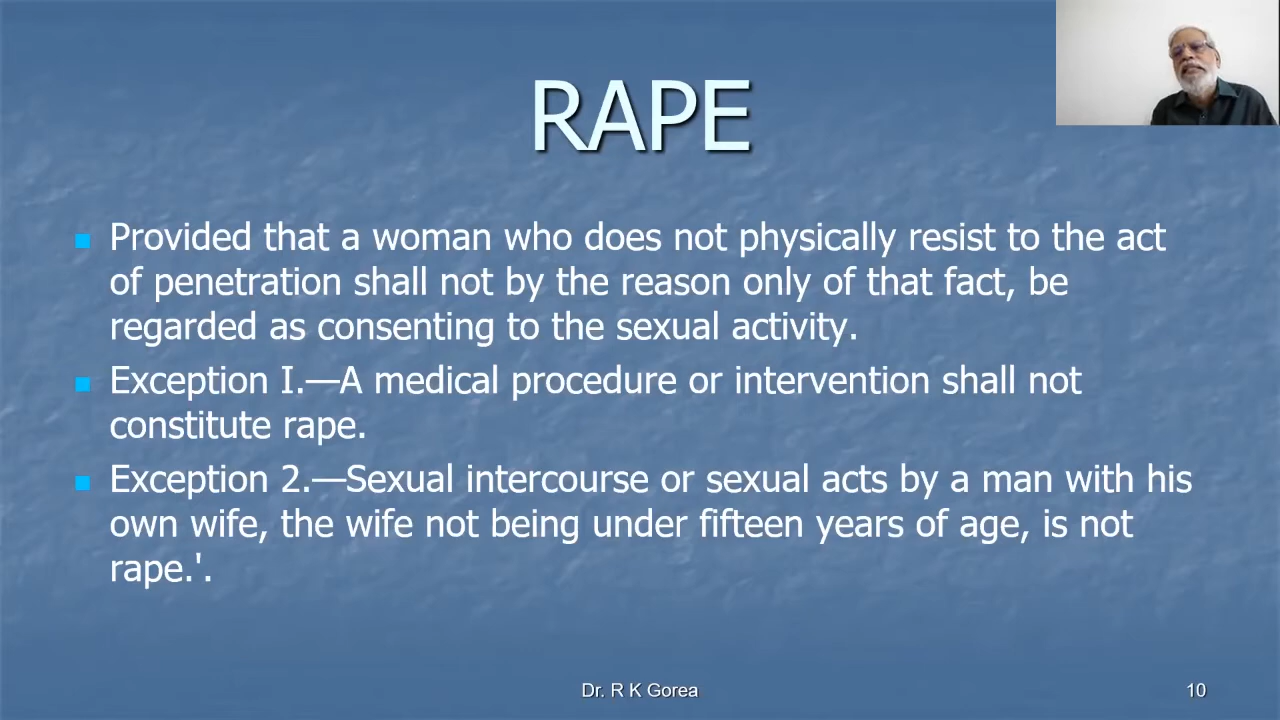 RAPE
Provided that a woman who does not physically resist to the act
of penetration shall not by the reason only of that fact, be
regarded as consenting to the sexual activity.
Exception I.—A medical procedure or intervention shall not
constitute rape.
Exception 2.—Sexual intercourse or sexual acts by a man with his
own wife, the wife not being under fifteen years of age, is not
rape.'.
Dr. R K Gorea
10